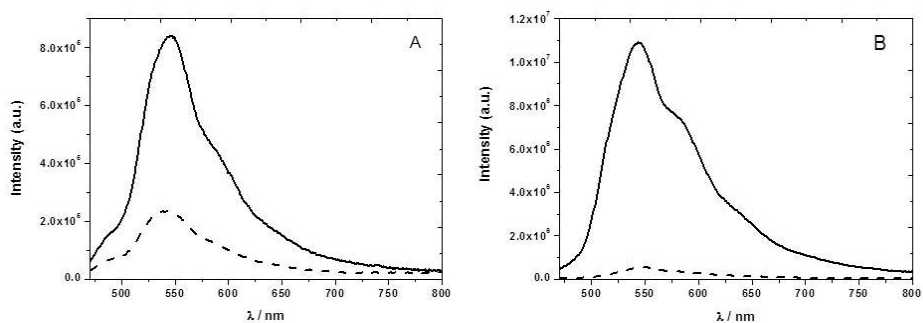 A
8.0x10⁶
6.0x10⁶
4.0x10⁶
2.0x10⁶
0.0
Intensity (a.u.)
500 550 600 650 700 750 800
λ / nm
B
1.2x10⁷
1.0x10⁷
8.0x10⁶
6.0x10⁶
4.0x10⁶
2.0x10⁶
0.0
Intensity (a.u.)
500 550 600 650 700 750 800
λ / nm